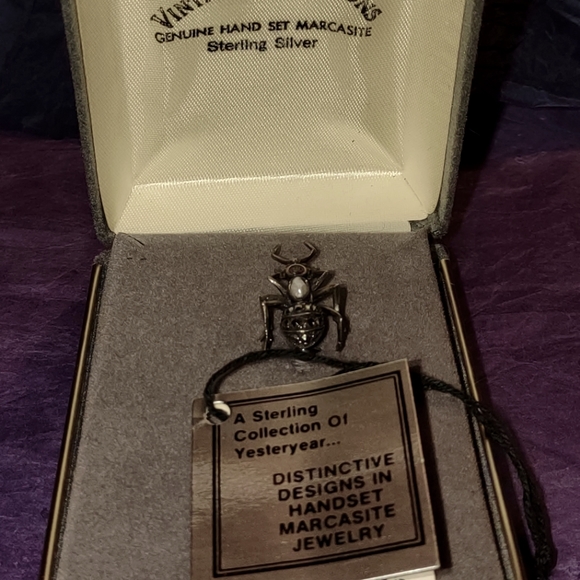 GENUINE HAND SET MARCASITE
Sterling Silver
A Sterling
Collection Of
Yesteryear...
DISTINCTIVE
DESIGNS IN
HANDSET
MARCASITE
JEWELRY